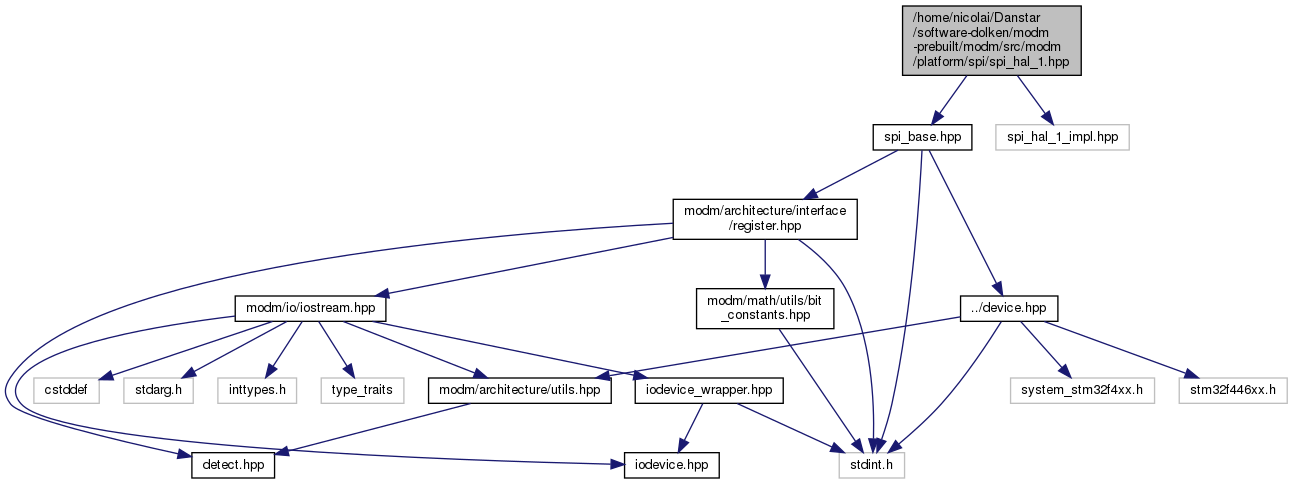 /home/nicolai/Danstar
/software-dolken/modm
-prebuilt/modm/src/modm
/platform/spi/spi_hal_1.hpp
spi_base.hpp
spi_hal_1_impl.hpp
modm/architecture/interface
/register.hpp
modm/io/iostream.hpp
modm/math/utils/bit
_constants.hpp
../device.hpp
cstddef
stdarg.h
inttypes.h
type_traits
modm/architecture/utils.hpp
iodevice_wrapper.hpp
system_stm32f4xx.h
stm32f446xx.h
detect.hpp
iodevice.hpp
stdint.h